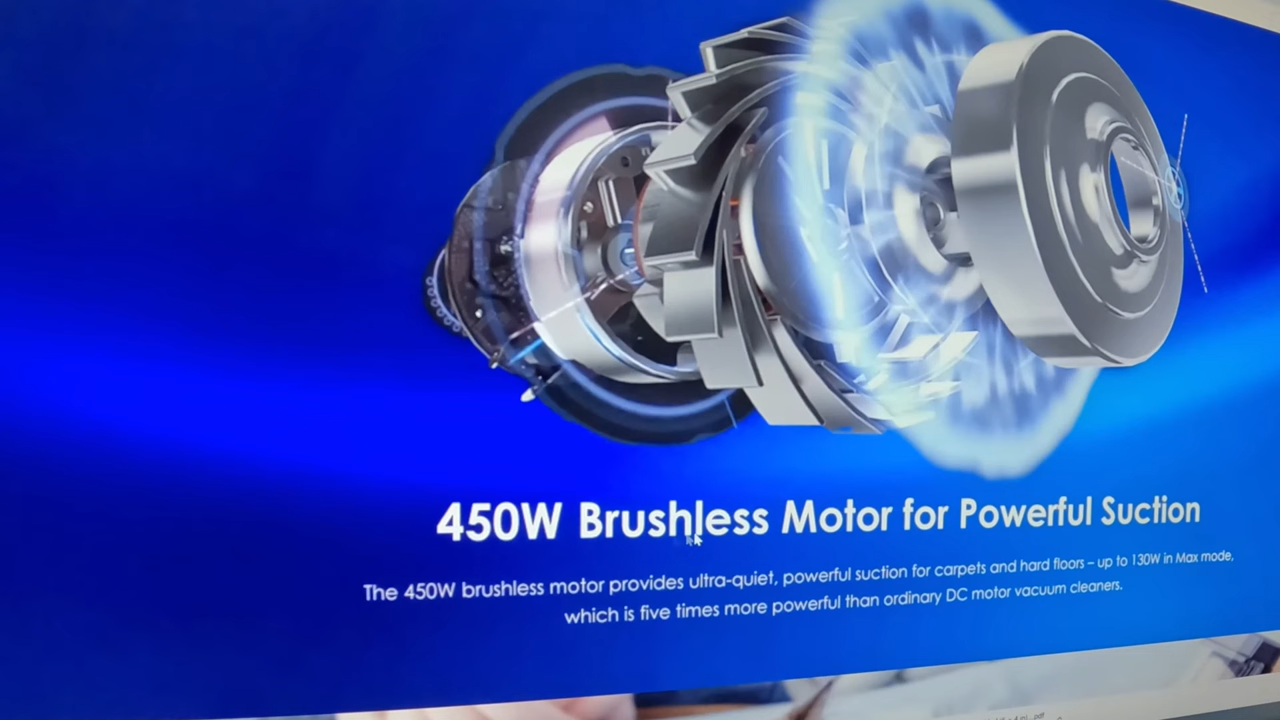 450W Brushless Motor for Powerful Suction
The 450W brushless motor provides ultra-quiet, powerful suction for carpets and hard floors – up to 130W in Max mode,
which is five times more powerful than ordinary DC motor vacuum cleaners.